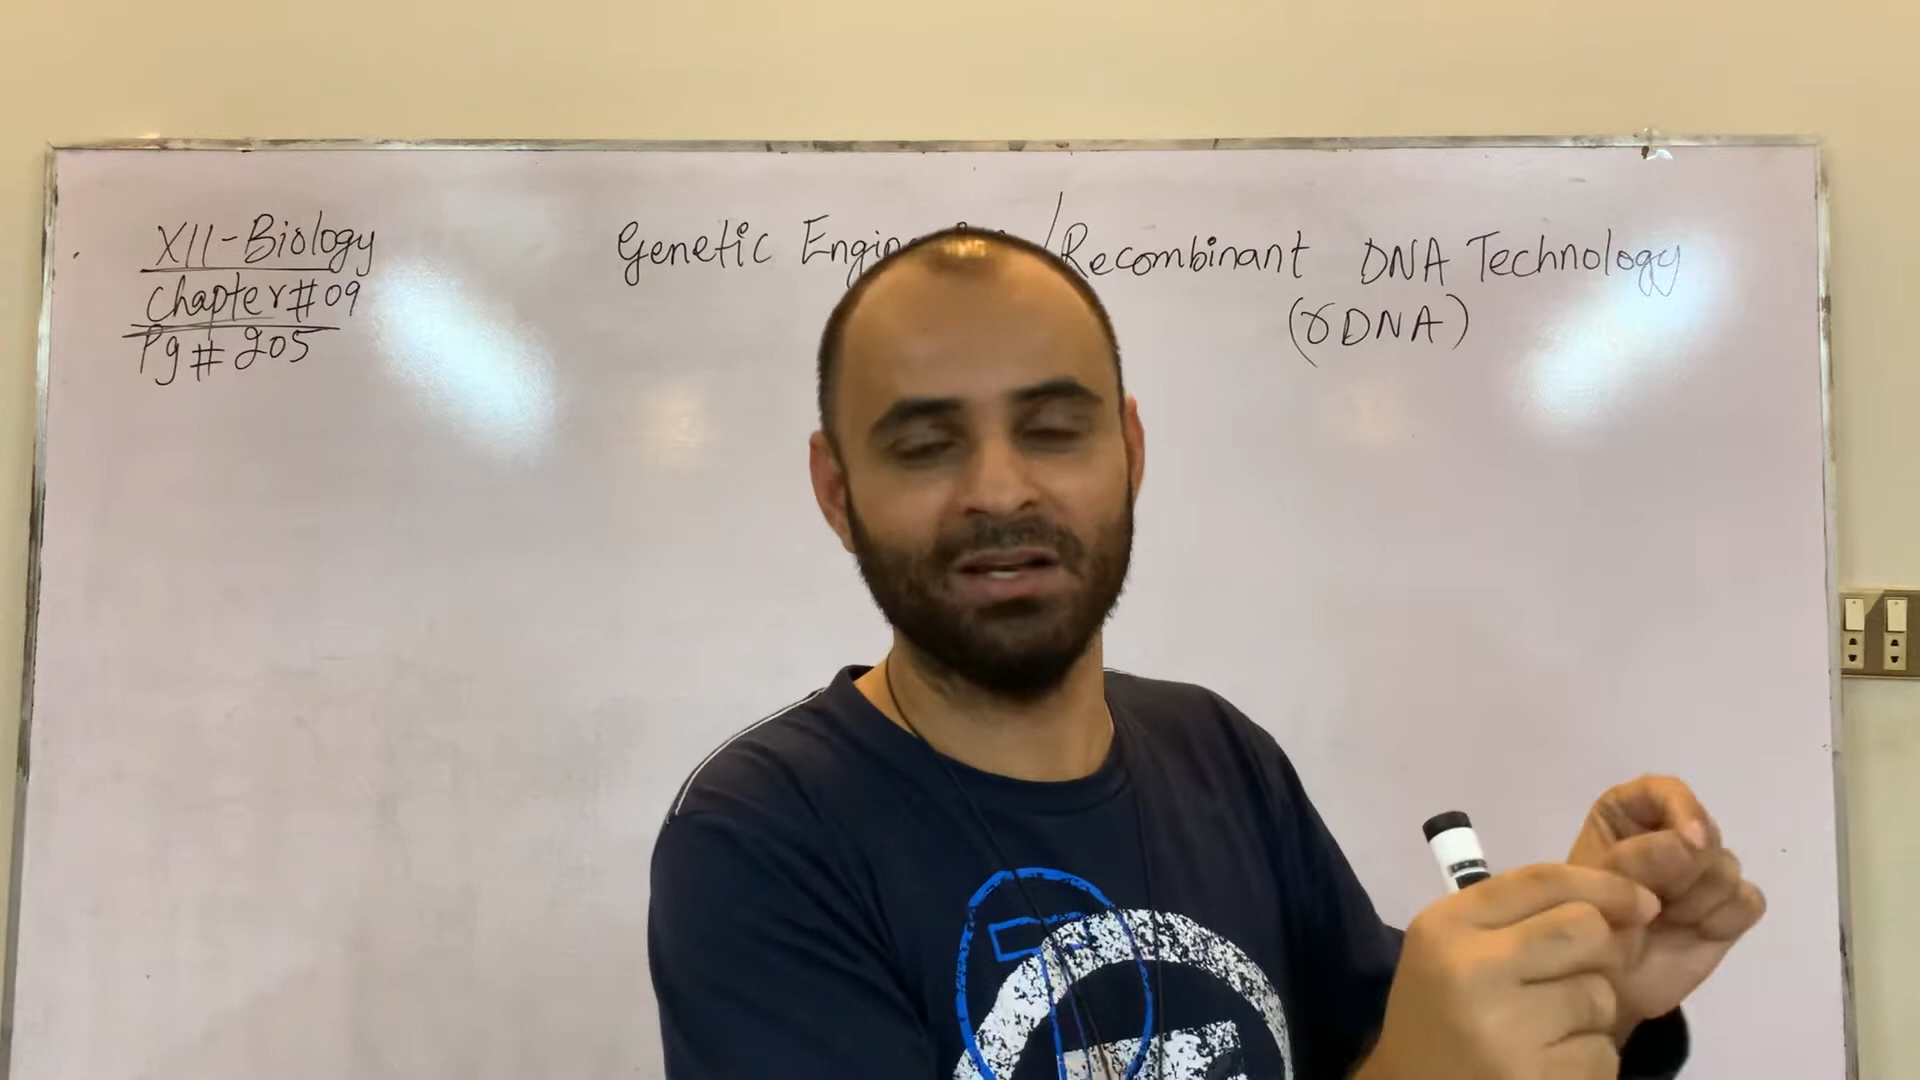 XII-Biology
Chapter # 09
Pg # 205
Genetic / Recombinant DNA Technology
(rDNA)